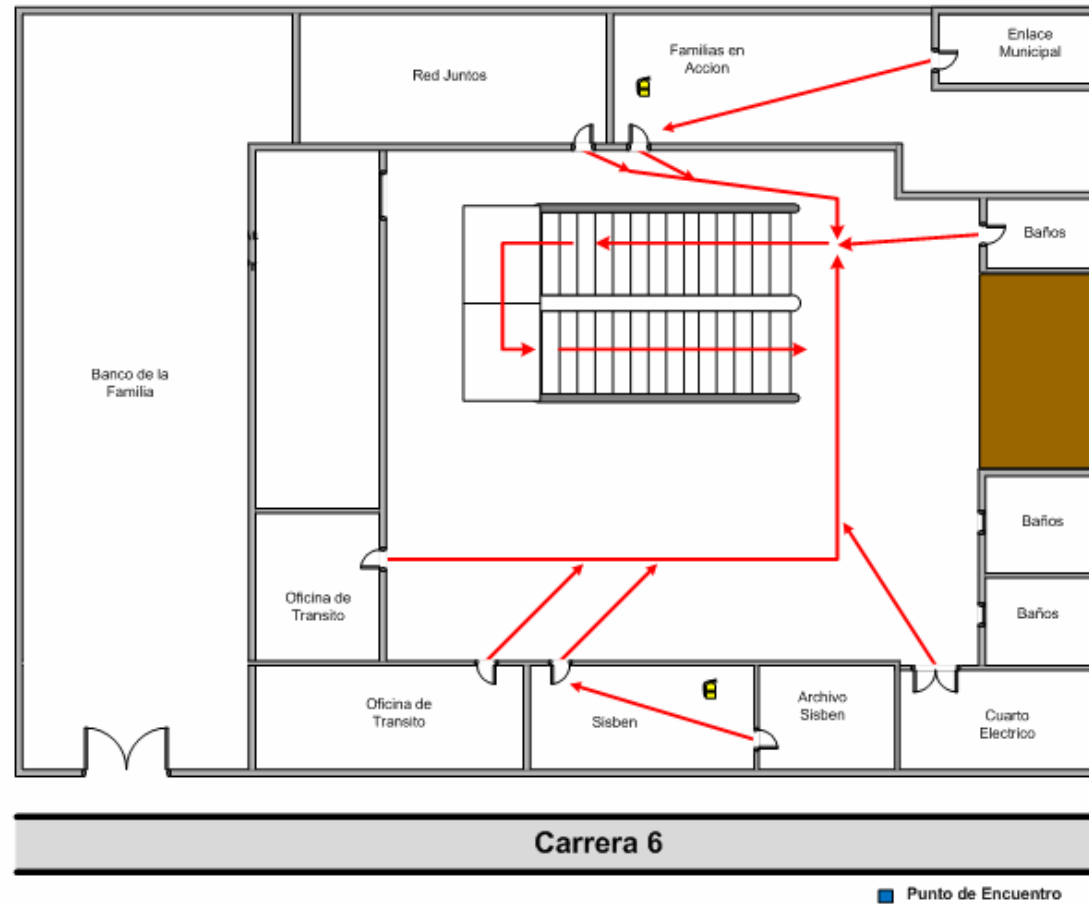 Enlace
Municipal
Familias en
Accion
Red Juntos
Baños
Banco de la
Familia
Baños
Oficina de
Transito
Baños
Oficina de
Transito
Sisben
Archivo
Sisben
Cuarto
Electrico
Carrera 6
Punto de Encuentro